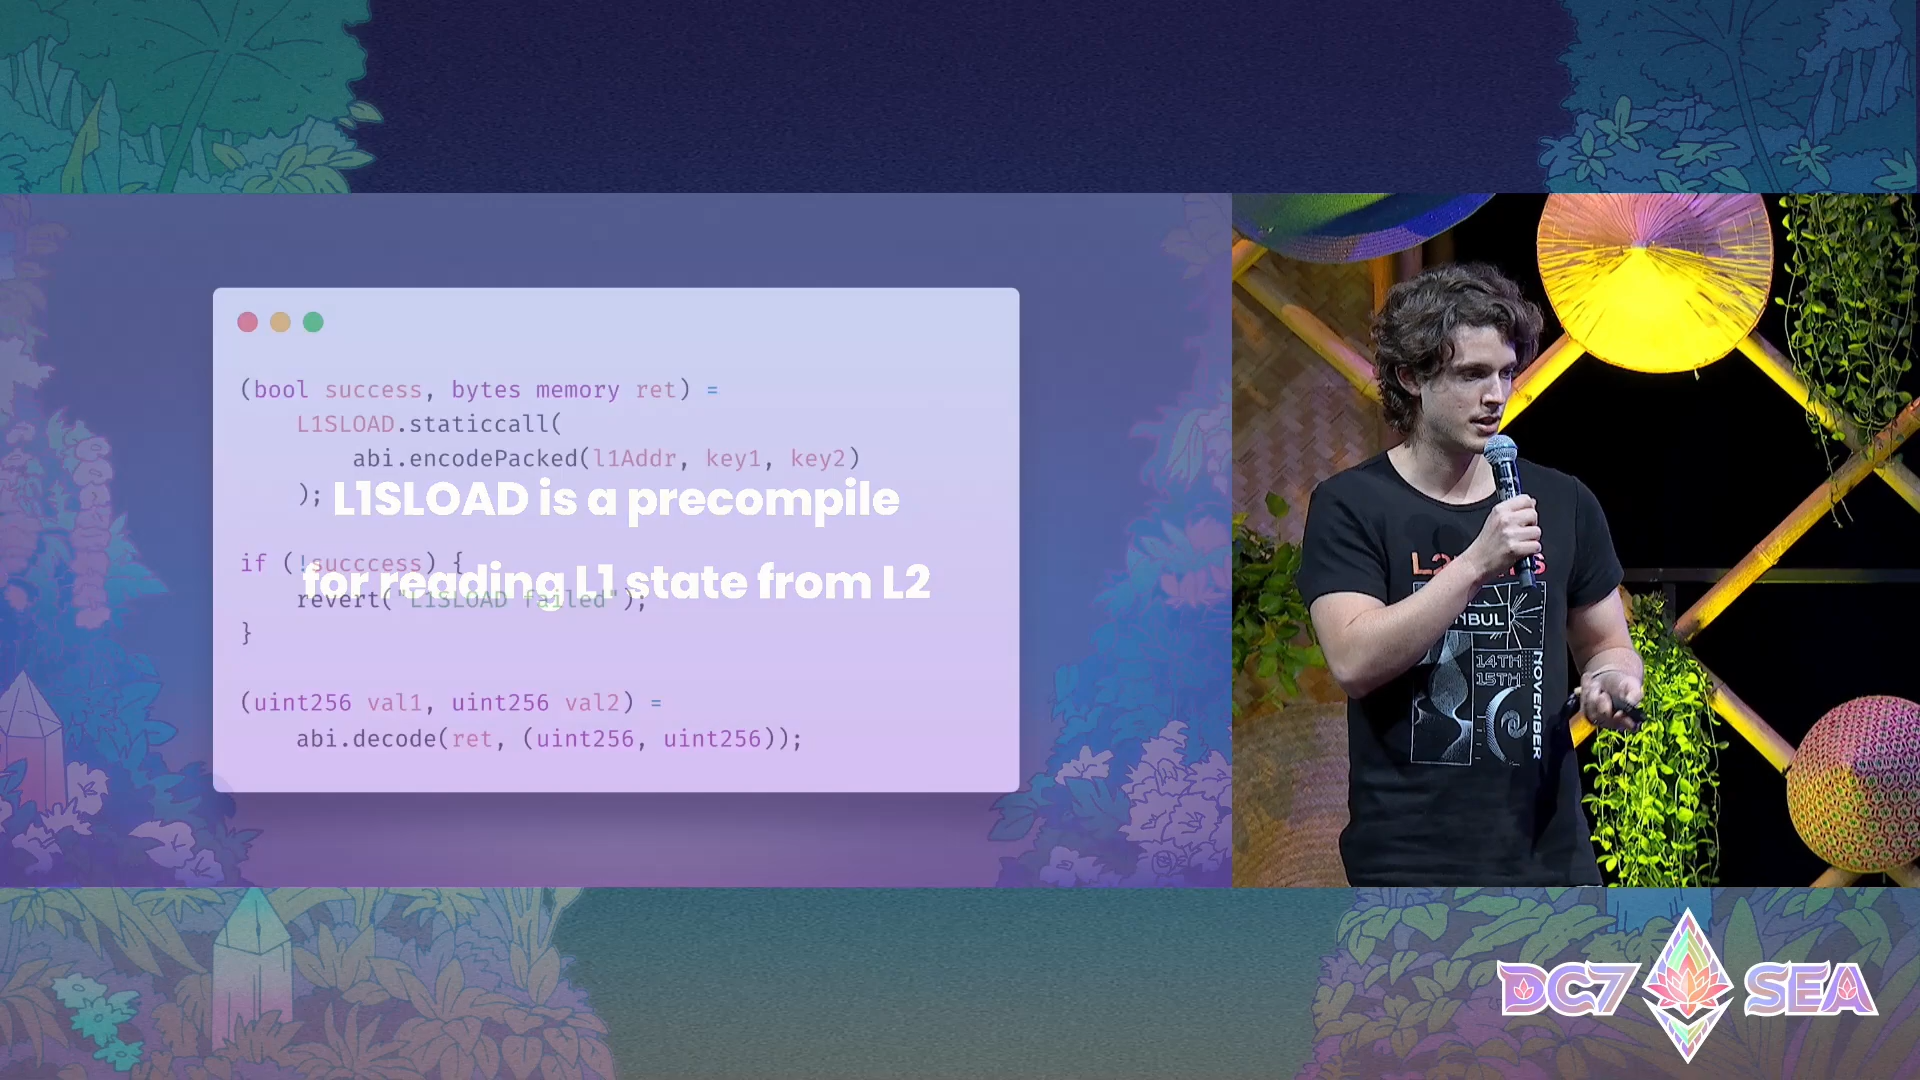 (bool success, bytes memory ret) =
L1SLOAD.staticcall(
abi.encodePacked(l1Addr, key1, key2)
);
L1SLOAD is a precompile
if (!succcess) {
for reading L1 state from L2
revert("L1SLOAD failed");
}
(uint256 val1, uint256 val2) =
abi.decode(ret, (uint256, uint256));
NBUL
14TH
15TH
NOVEMBER
DC7 SEA